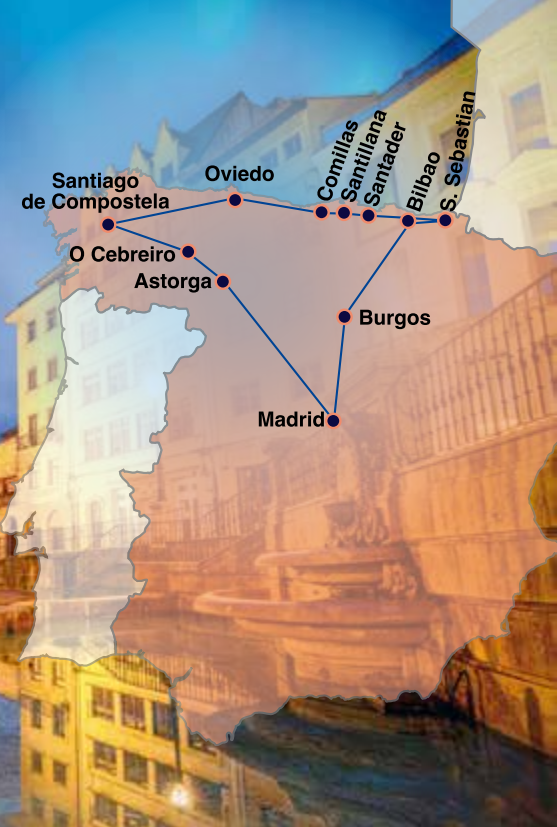 Santiago
de Compostela
Oviedo
Comillas
Santillana
Santader
Bilbao
S. Sebastian
O Cebreiro
Astorga
Burgos
Madrid